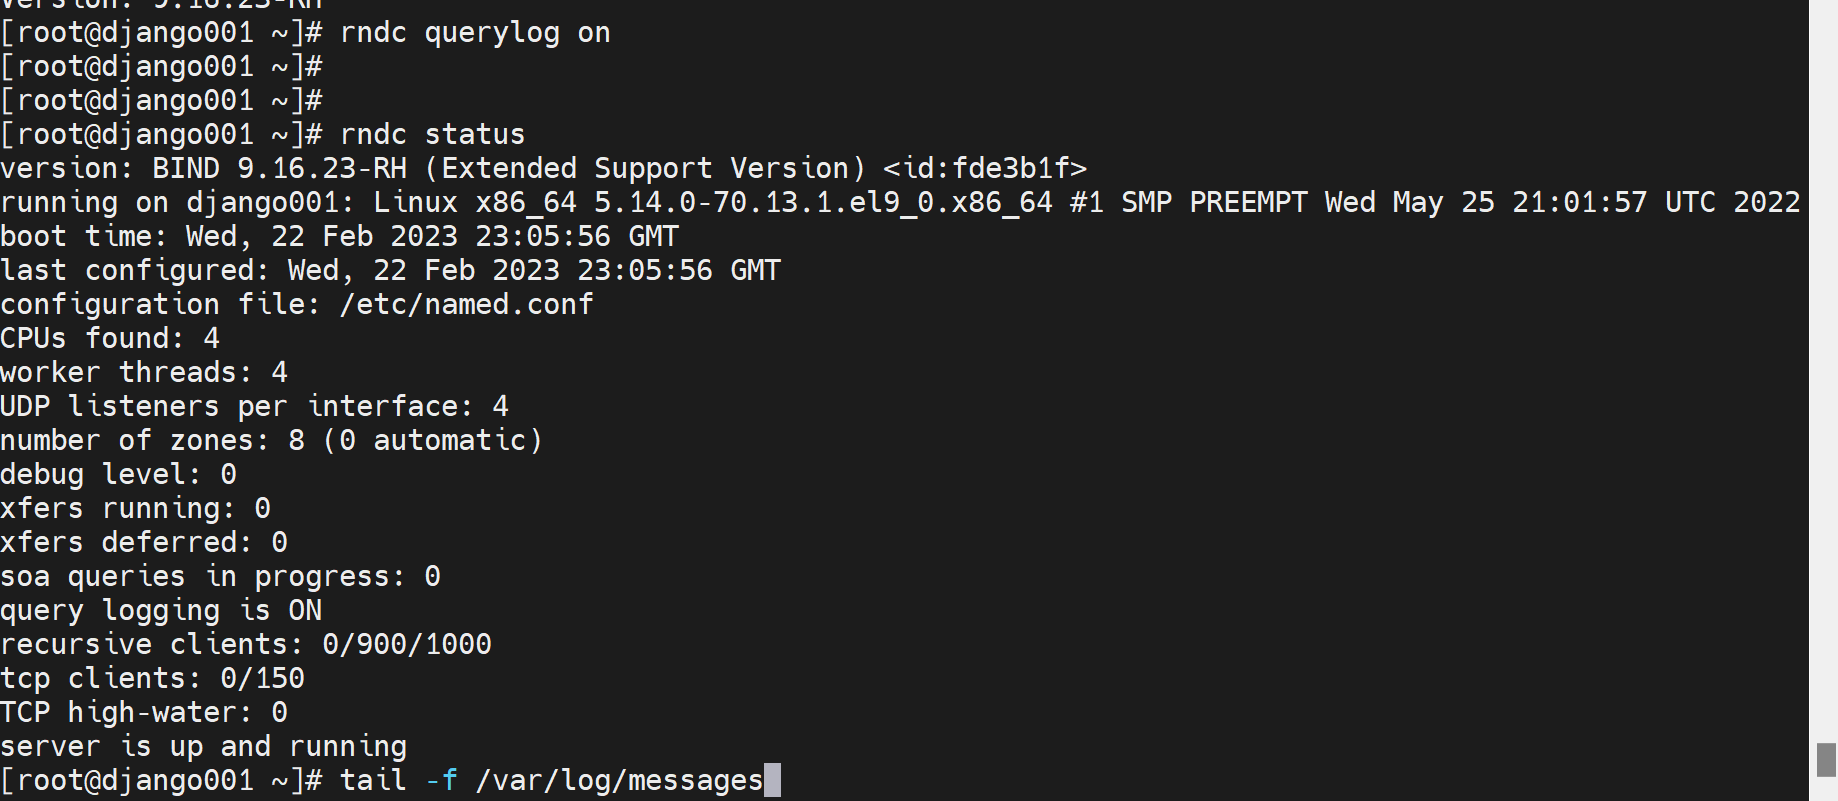 version: 9.16.23-RH
[root@django001 ~]# rndc querylog on
[root@django001 ~]#
[root@django001 ~]#
[root@django001 ~]# rndc status
version: BIND 9.16.23-RH (Extended Support Version) <id:fde3b1f>
running on django001: Linux x86_64 5.14.0-70.13.1.el9_0.x86_64 #1 SMP PREEMPT Wed May 25 21:01:57 UTC 2022
boot time: Wed, 22 Feb 2023 23:05:56 GMT
last configured: Wed, 22 Feb 2023 23:05:56 GMT
configuration file: /etc/named.conf
CPUs found: 4
worker threads: 4
UDP listeners per interface: 4
number of zones: 8 (0 automatic)
debug level: 0
xfers running: 0
xfers deferred: 0
soa queries in progress: 0
query logging is ON
recursive clients: 0/900/1000
tcp clients: 0/150
TCP high-water: 0
server is up and running
[root@django001 ~]# tail -f /var/log/messages